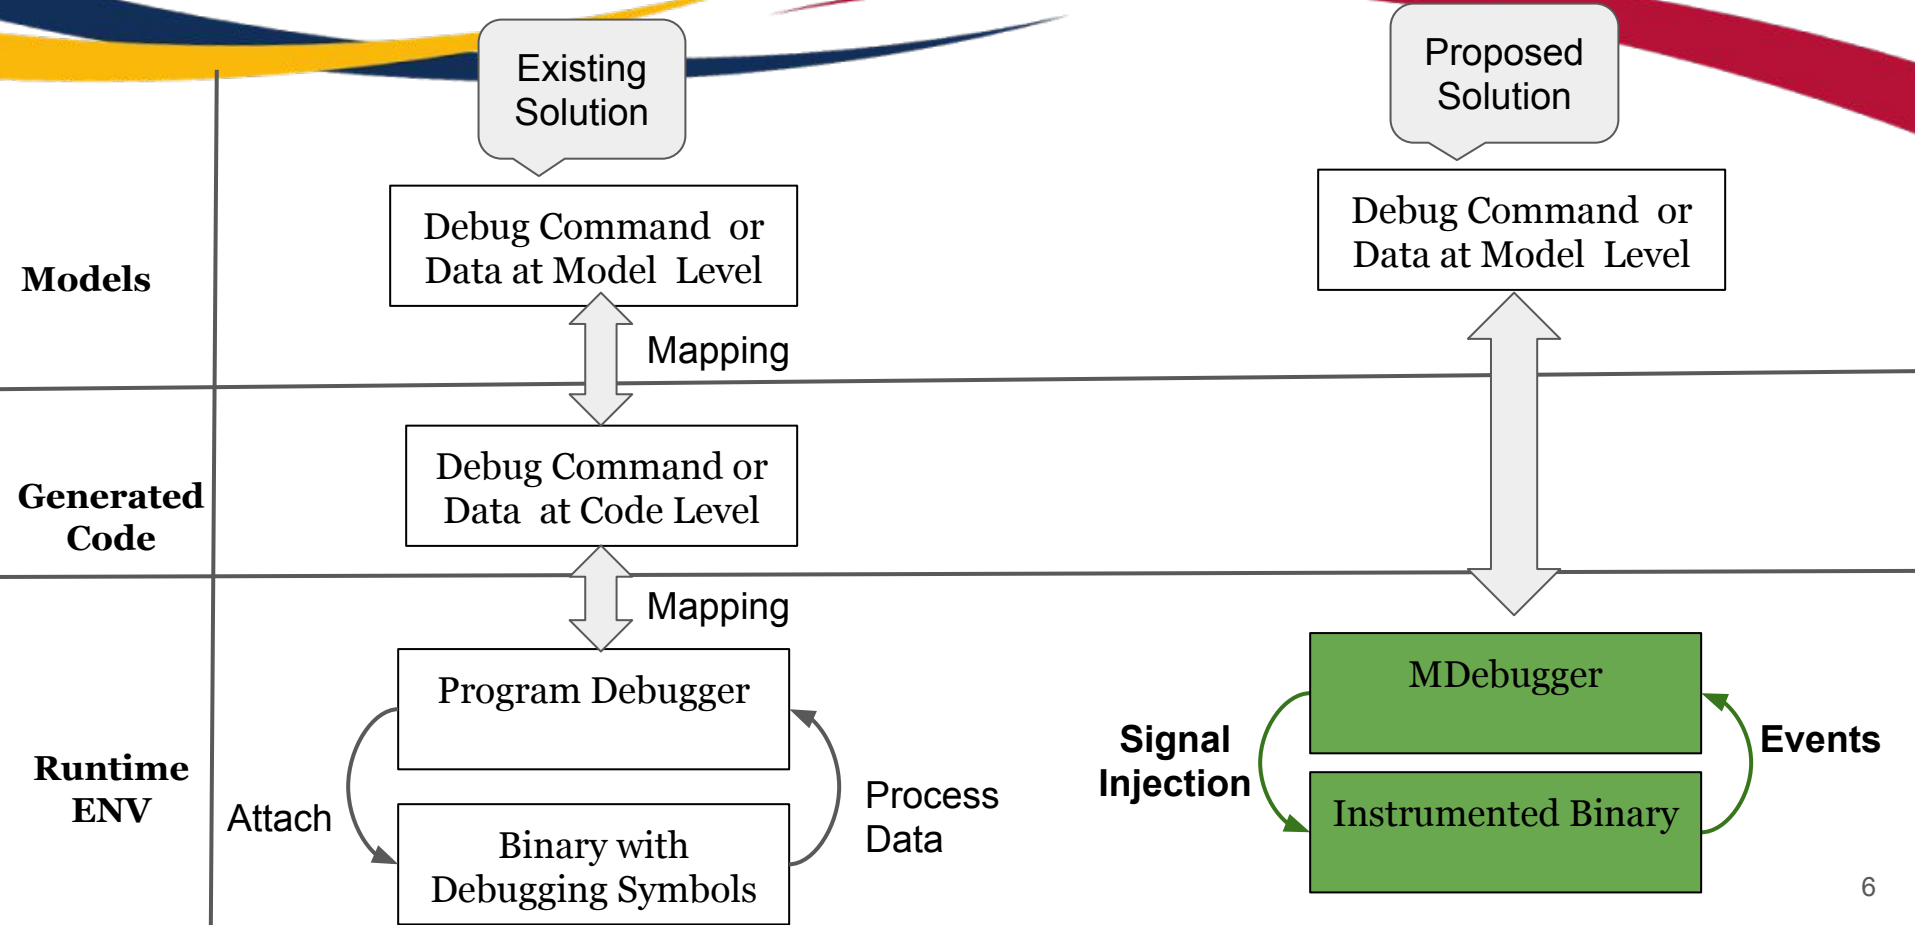 Existing
Solution
Proposed
Solution
Models
Debug Command or
Data at Model Level
Debug Command or
Data at Model Level
Mapping
Generated
Code
Debug Command or
Data at Code Level
Mapping
Runtime
ENV
Program Debugger
Attach
Process
Data
Binary with
Debugging Symbols
MDebugger
Signal
Injection
Events
Instrumented Binary
6